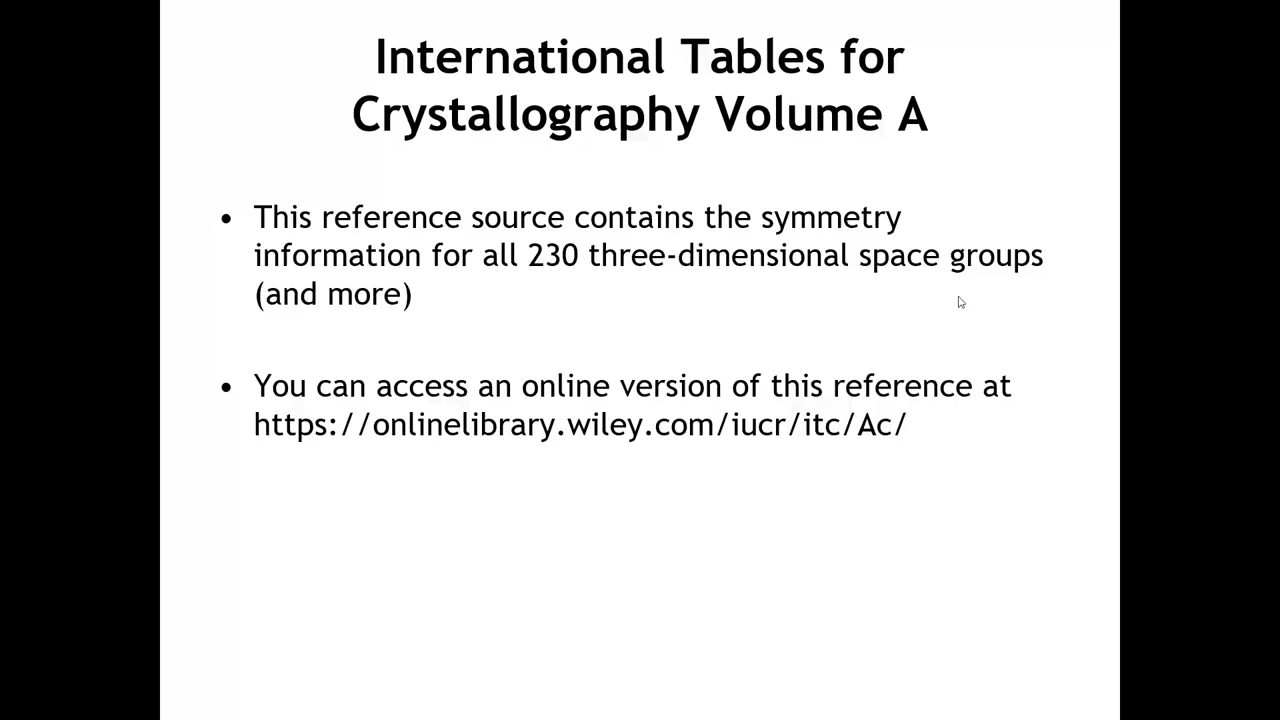 International Tables for
Crystallography Volume A
• This reference source contains the symmetry
information for all 230 three-dimensional space groups
(and more)
• You can access an online version of this reference at
https://onlinelibrary.wiley.com/iucr/itc/Ac/